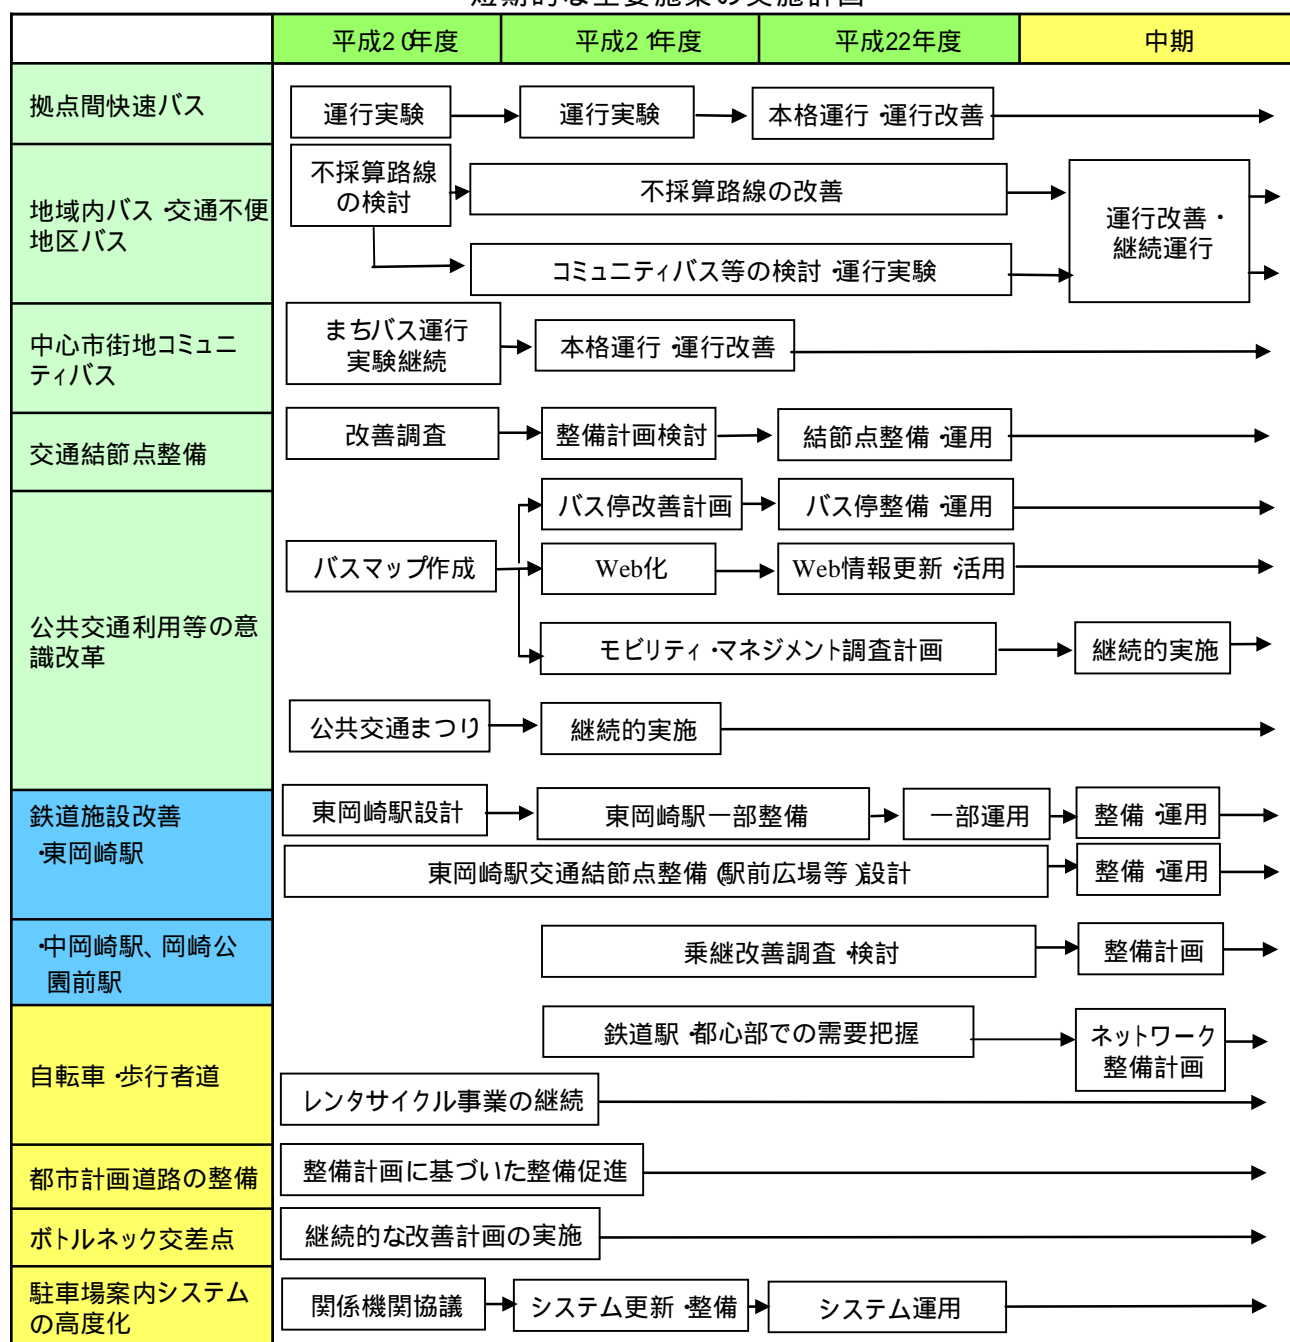 短期的な主要施策の実施計画
平成20年度 平成21年度 平成22年度 中期
拠点間快速バス
運行実験 運行実験 本格運行・運行改善
地域内バス・交通不便
地区バス
不採算路線
の検討
不採算路線の改善
コミュニティバス等の検討・運行実験
運行改善・
継続運行
中心市街地コミュニ
ティバス
まちバス運行
実験継続
本格運行・運行改善
交通結節点整備
改善調査 整備計画検討 結節点整備・運用
公共交通利用等の意
識改革
バスマップ作成
バス停改善計画 バス停整備・運用
Web化 Web情報更新・活用
モビリティ・マネジメント調査計画 継続的実施
公共交通まつり 継続的実施
鉄道施設改善
・東岡崎駅
東岡崎駅設計 東岡崎駅一部整備 一部運用 整備・運用
東岡崎駅交通結節点整備(駅前広場等)設計 整備・運用
・中岡崎駅、岡崎公
園前駅
乗継改善調査・検討 整備計画
自転車・歩行者道
鉄道駅・都心部での需要把握
ネットワーク
整備計画
レンタサイクル事業の継続
都市計画道路の整備
整備計画に基づいた整備促進
ボトルネック交差点
継続的な改善計画の実施
駐車場案内システム
の高度化
関係機関協議 システム更新・整備 システム運用